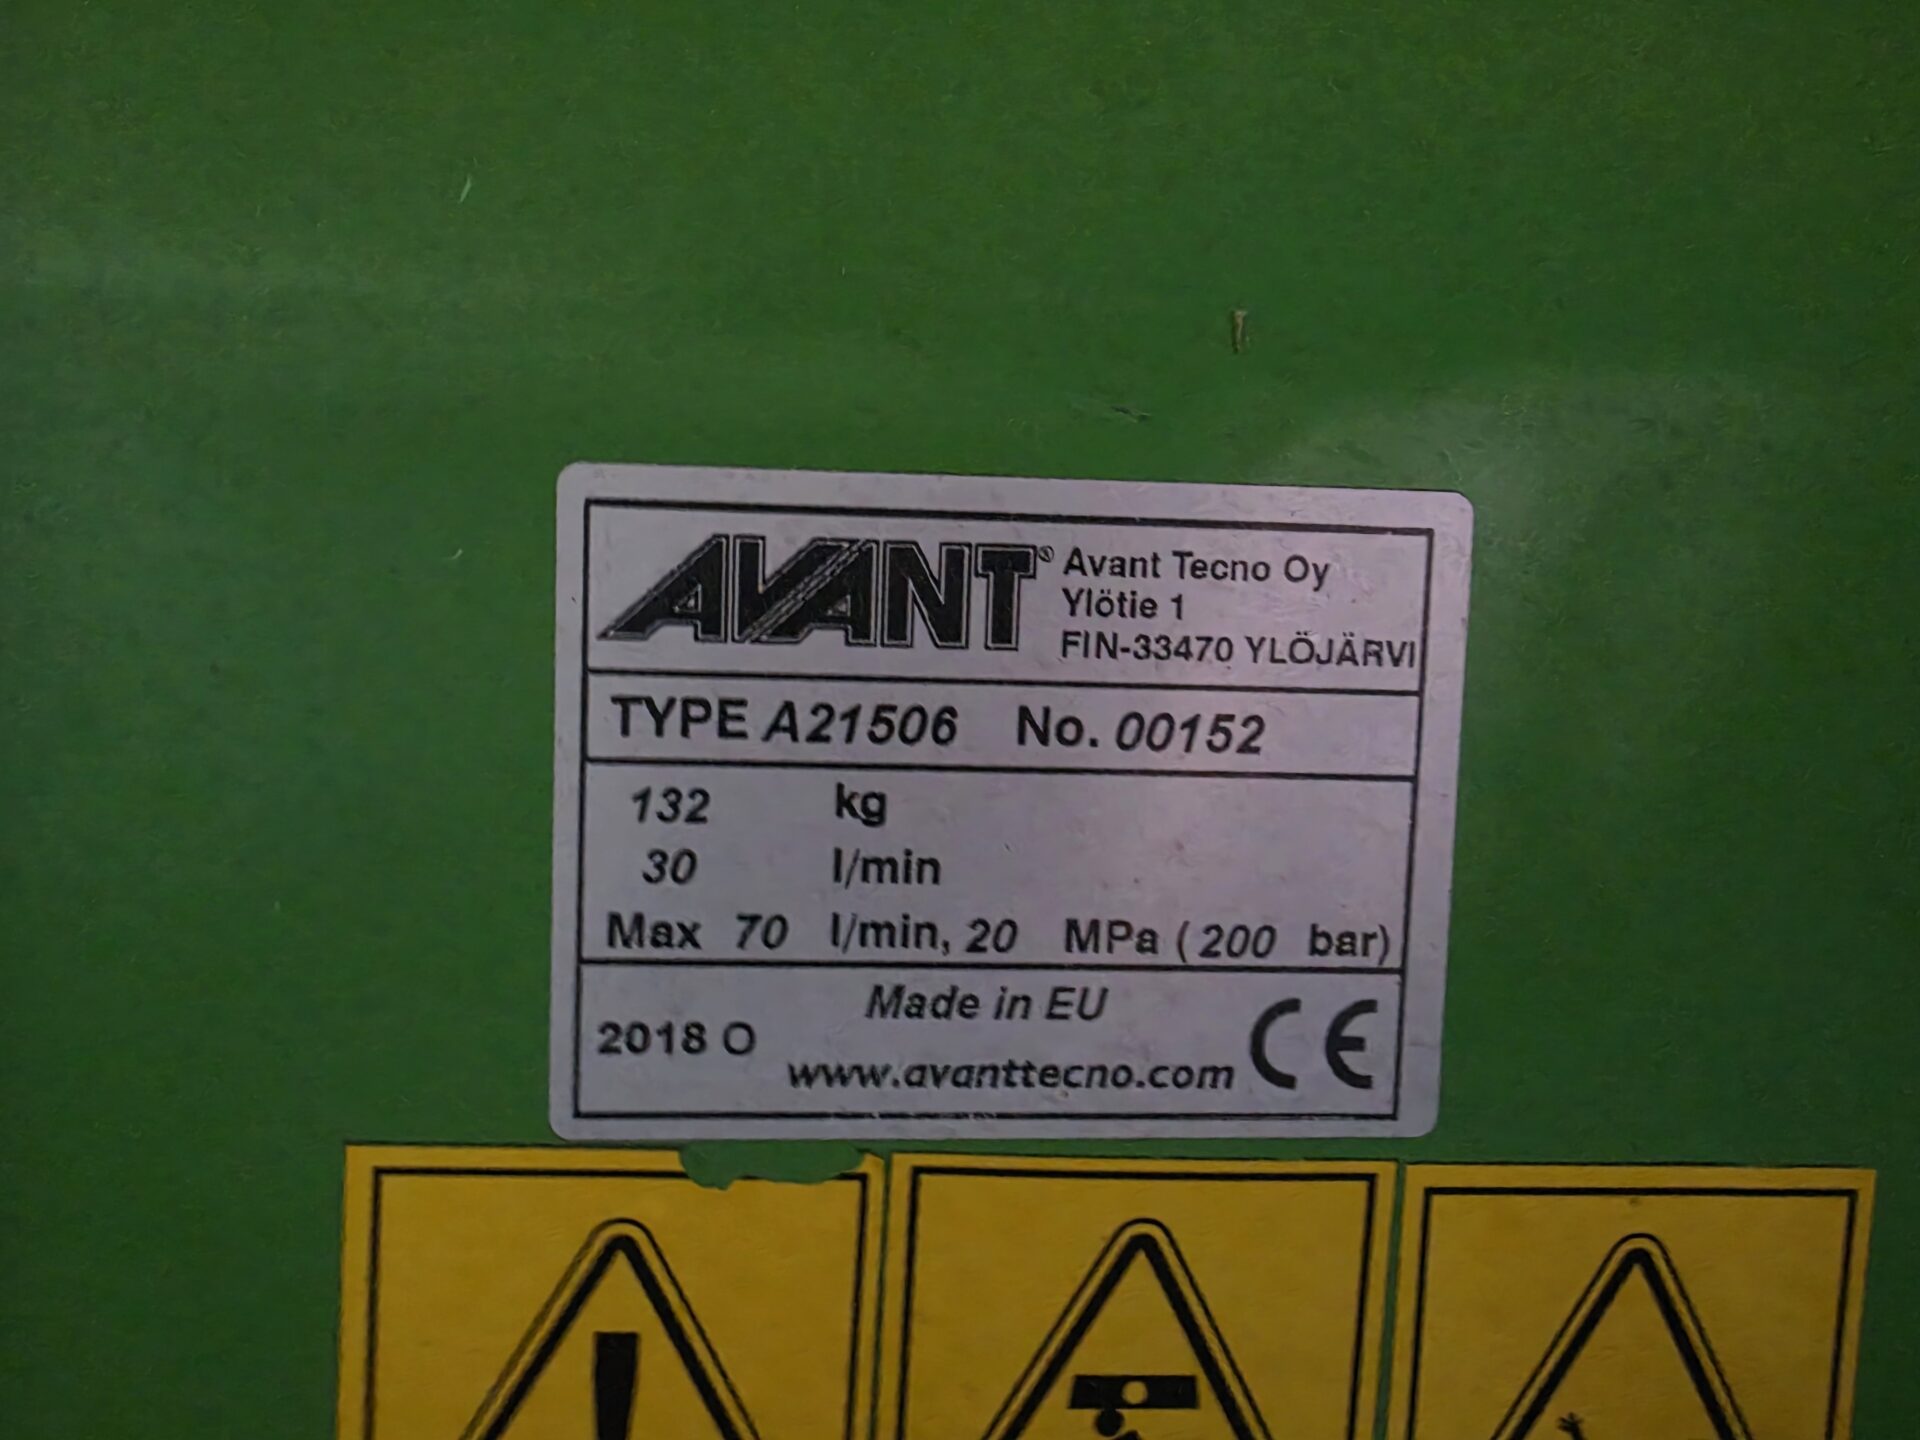 AVANT® Avant Tecno Oy
Ylötie 1
FIN-33470 YLÖJÄRVI
TYPE A21506 No. 00152
132 kg
30 l/min
Max 70 l/min, 20 MPa (200 bar)
Made in EU
2018 O
www.avanttecno.com CE